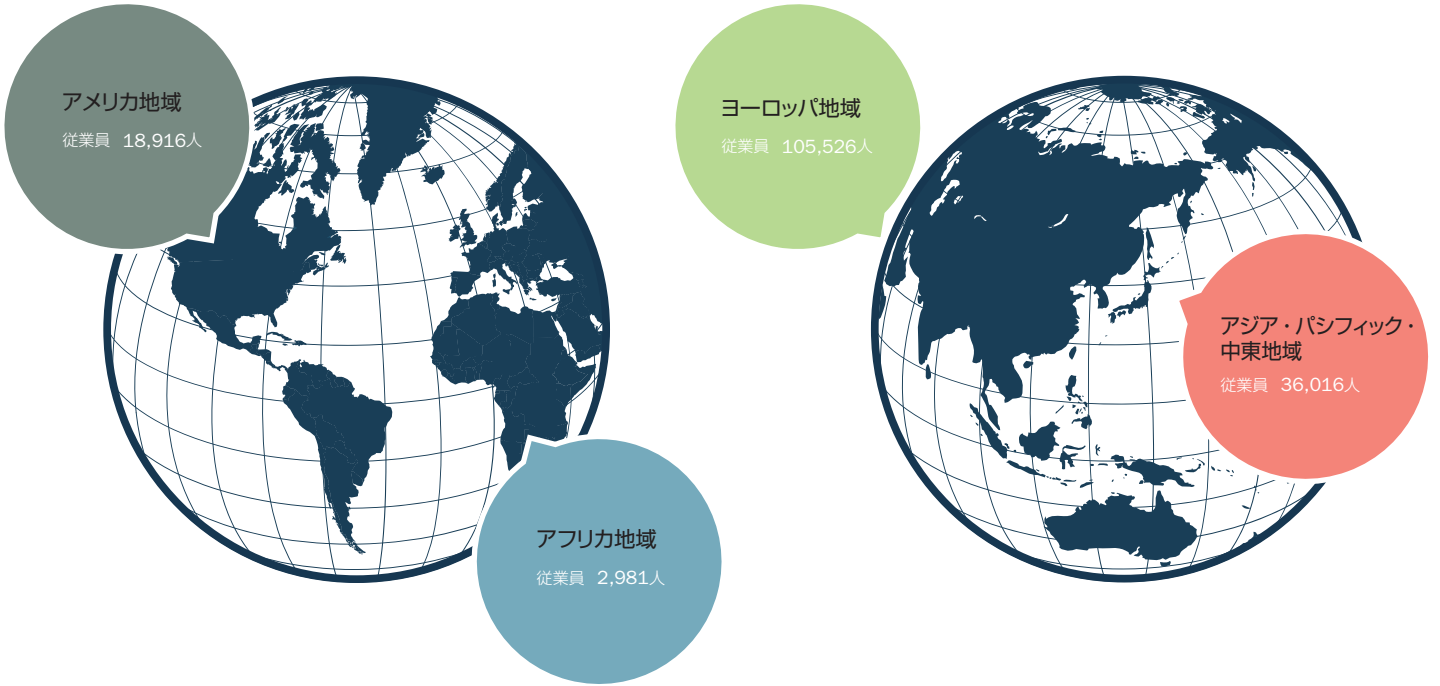 アメリカ地域
従業員 18,916人
ヨーロッパ地域
従業員 105,526人
アジア・パシフィック・
中東地域
従業員 36,016人
アフリカ地域
従業員 2,981人